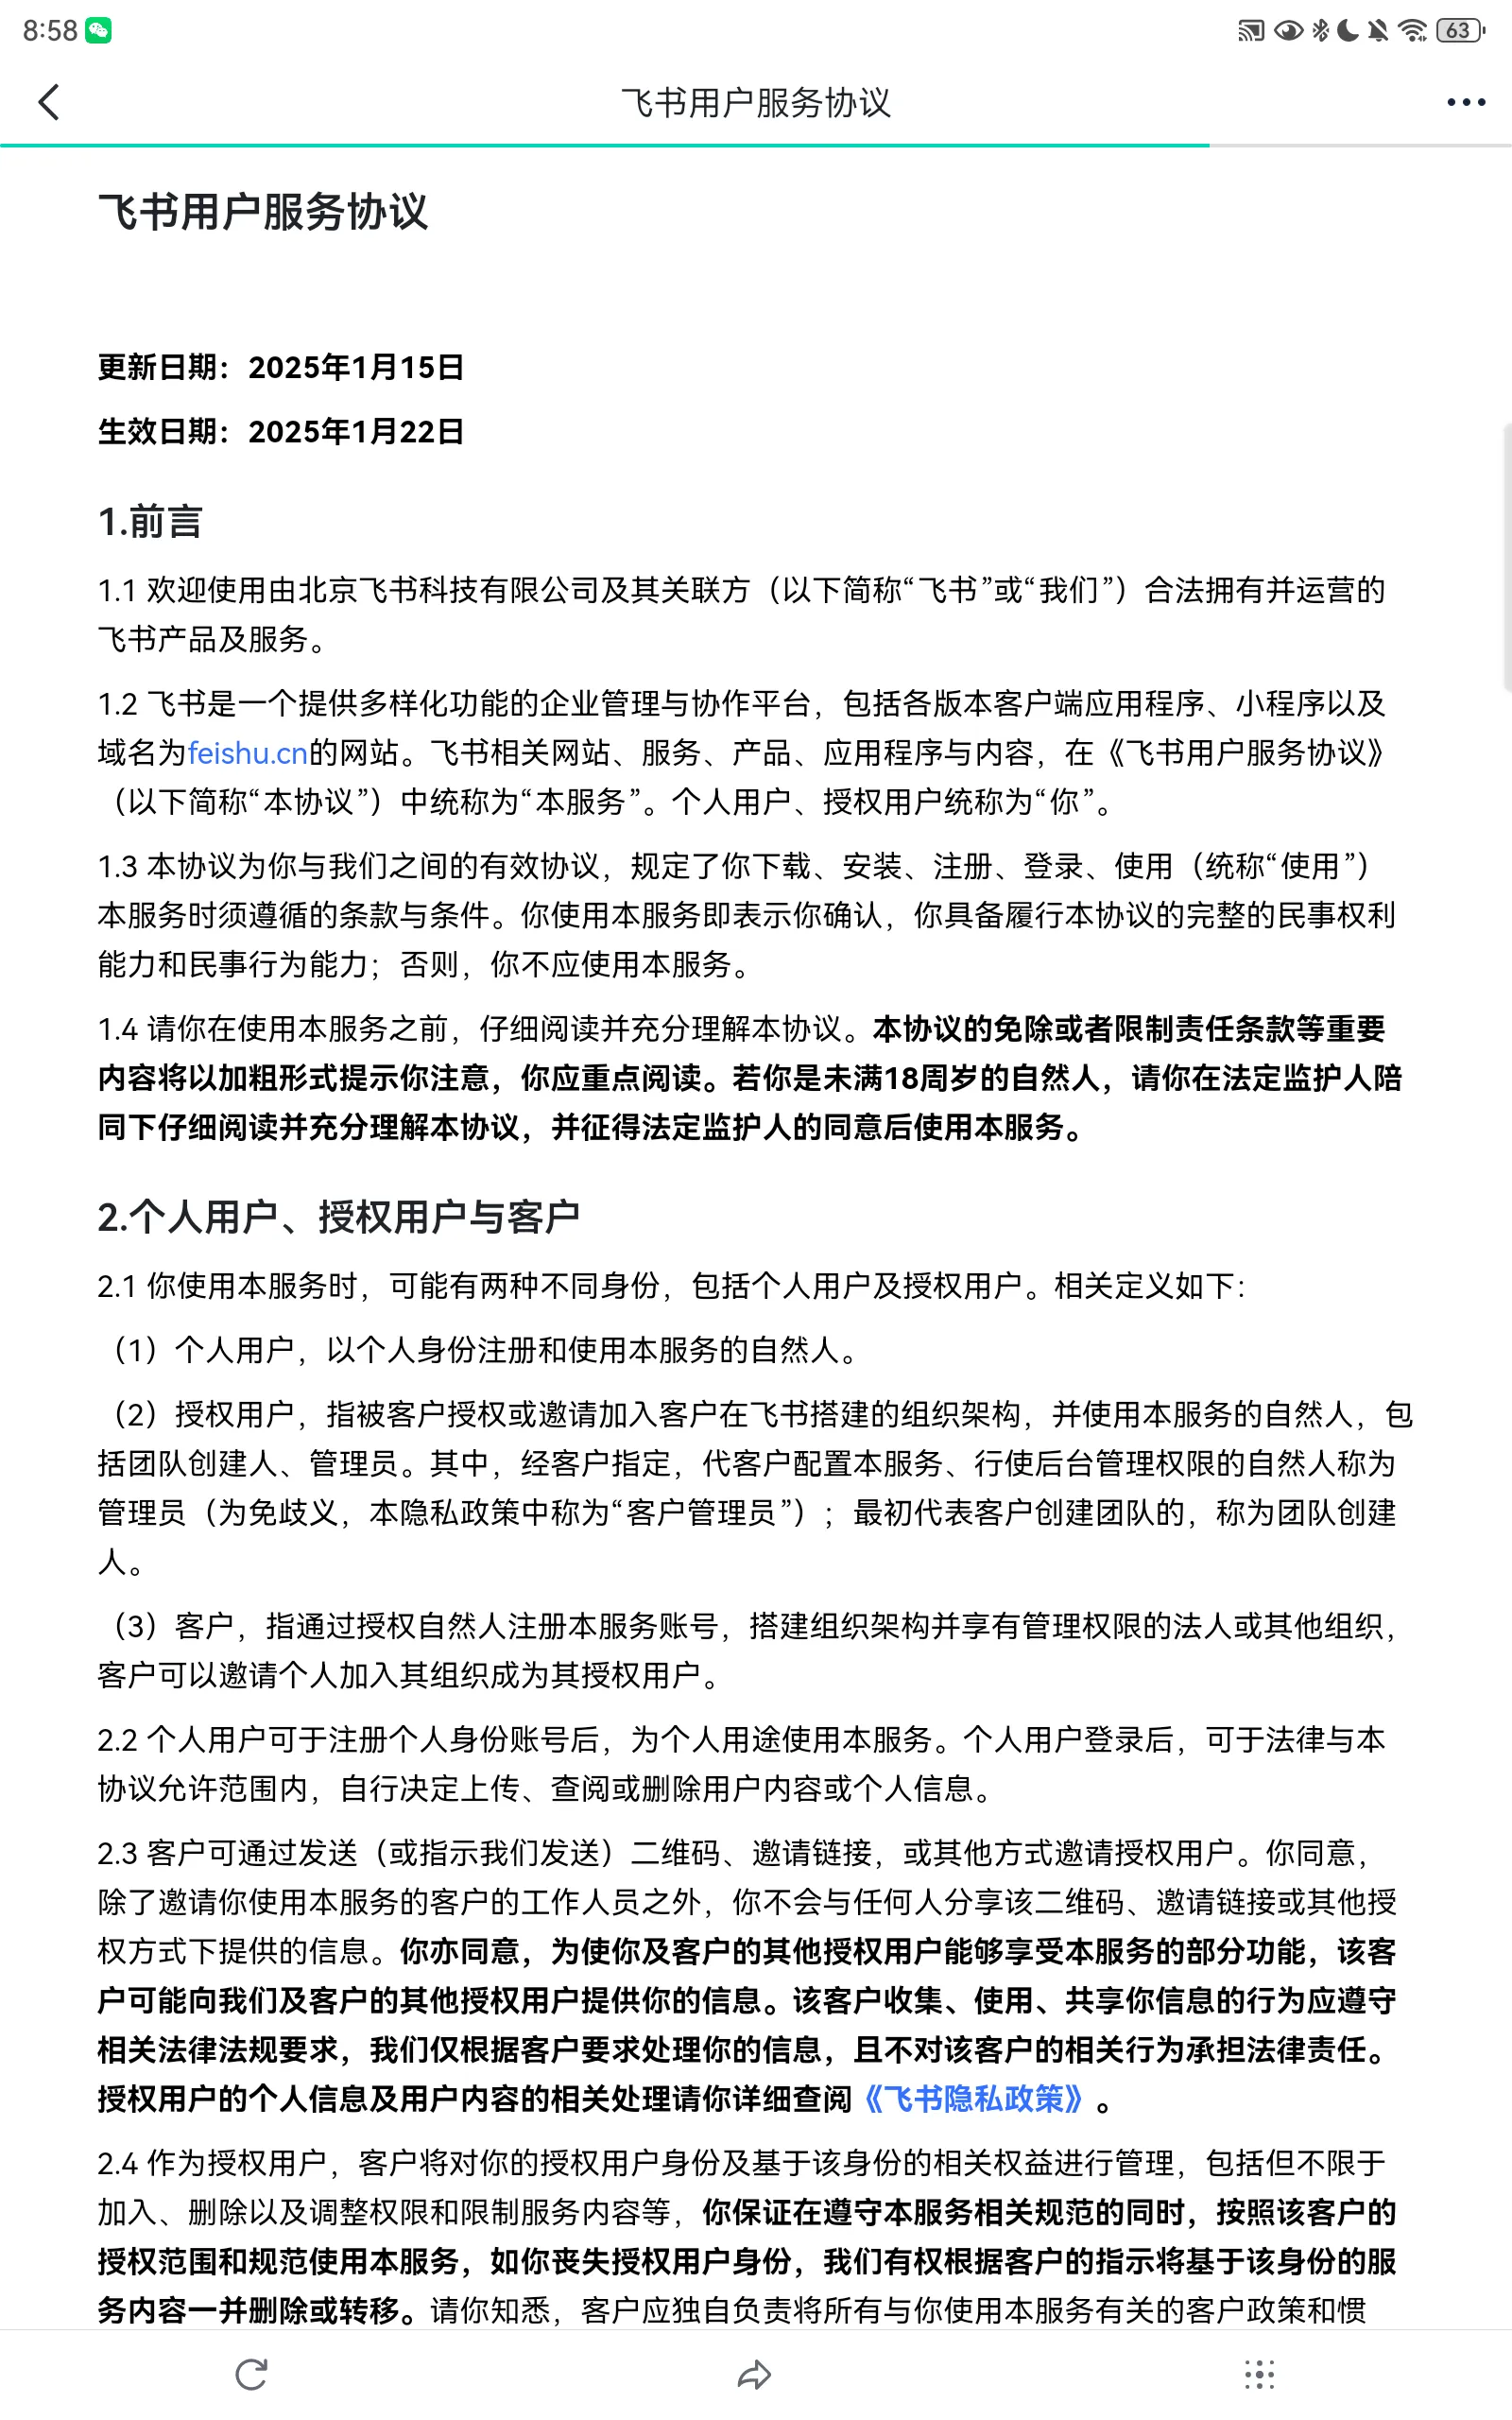 8:58
63
飞书用户服务协议
飞书用户服务协议
更新日期：2025年1月15日
生效日期：2025年1月22日
1.前言
1.1 欢迎使用由北京飞书科技有限公司及其关联方（以下简称“飞书”或“我们”）合法拥有并运营的
飞书产品及服务。
1.2 飞书是一个提供多样化功能的企业管理与协作平台，包括各版本客户端应用程序、小程序以及
域名为feishu.cn的网站。飞书相关网站、服务、产品、应用程序与内容，在《飞书用户服务协议》
（以下简称“本协议”）中统称为“本服务”。个人用户、授权用户统称为“你”。
1.3 本协议为你与我们之间的有效协议，规定了你下载、安装、注册、登录、使用（统称“使用”）
本服务时须遵循的条款与条件。你使用本服务即表示你确认，你具备履行本协议的完整的民事权利
能力和民事行为能力；否则，你不应使用本服务。
1.4 请你在使用本服务之前，仔细阅读并充分理解本协议。本协议的免除或者限制责任条款等重要
内容将以加粗形式提示你注意，你应重点阅读。若你是未满18周岁的自然人，请你在法定监护人陪
同下仔细阅读并充分理解本协议，并征得法定监护人的同意后使用本服务。
2.个人用户、授权用户与客户
2.1 你使用本服务时，可能有两种不同身份，包括个人用户及授权用户。相关定义如下：
（1）个人用户，以个人身份注册和使用本服务的自然人。
（2）授权用户，指被客户授权或邀请加入客户在飞书搭建的组织架构，并使用本服务的自然人，包
括团队创建人、管理员。其中，经客户指定，代客户配置本服务、行使后台管理权限的自然人称为
管理员（为免歧义，本隐私政策中称为“客户管理员”）；最初代表客户创建团队的，称为团队创建
人。
（3）客户，指通过授权自然人注册本服务账号，搭建组织架构并享有管理权限的法人或其他组织，
客户可以邀请个人加入其组织成为其授权用户。
2.2 个人用户可于注册个人身份账号后，为个人用途使用本服务。个人用户登录后，可于法律与本
协议允许范围内，自行决定上传、查阅或删除用户内容或个人信息。
2.3 客户可通过发送（或指示我们发送）二维码、邀请链接，或其他方式邀请授权用户。你同意，
除了邀请你使用本服务的客户的工作人员之外，你不会与任何人分享该二维码、邀请链接或其他授
权方式下提供的信息。你亦同意，为使你及客户的其他授权用户能够享受本服务的部分功能，该客
户可能向我们及客户的其他授权用户提供你的信息。该客户收集、使用、共享你信息的行为应遵守
相关法律法规要求，我们仅根据客户要求处理你的信息，且不对该客户的相关行为承担法律责任。
授权用户的个人信息及用户内容的相关处理请你详细查阅《飞书隐私政策》。
2.4 作为授权用户，客户将对你的授权用户身份及基于该身份的相关权益进行管理，包括但不限于
加入、删除以及调整权限和限制服务内容等，你保证在遵守本服务相关规范的同时，按照该客户的
授权范围和规范使用本服务，如你丧失授权用户身份，我们有权根据客户的指示将基于该身份的服
务内容一并删除或转移。请你知悉，客户应独自负责将所有与你使用本服务有关的客户政策和惯